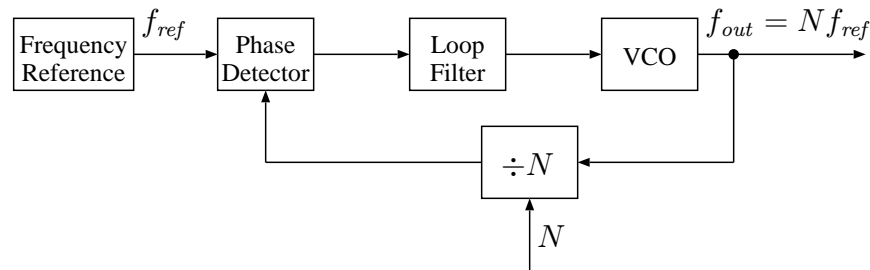 Frequency
Reference
f_ref
Phase
Detector
Loop
Filter
VCO
f_out = N f_ref
÷N
N